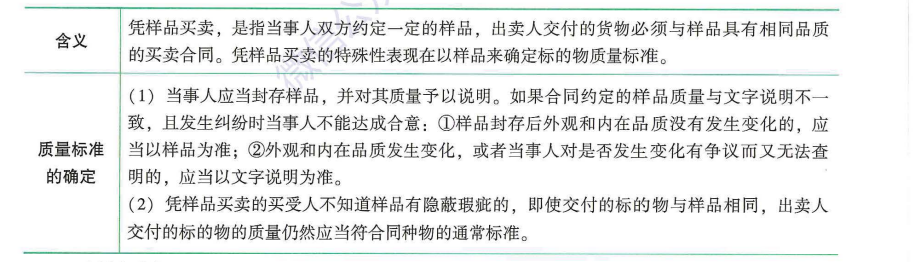 含义
凭样品买卖，是指当事人双方约定一定的样品，出卖人交付的货物必须与样品具有相同品质
的买卖合同。凭样品买卖的特殊性表现在以样品来确定标的物质量标准。
质量标准
的确定
（1）当事人应当封存样品，并对其质量予以说明。如果合同约定的样品质量与文字说明不一
致，且发生纠纷时当事人不能达成合意：①样品封存后外观和内在品质没有发生变化的，应
当以样品为准；②外观和内在品质发生变化，或者当事人对是否发生变化有争议而又无法查
明的，应当以文字说明为准。
（2）凭样品买卖的买受人不知道样品有隐蔽瑕疵的，即使交付的标的物与样品相同，出卖人
交付的标的物的质量仍然应当符合同种物的通常标准。